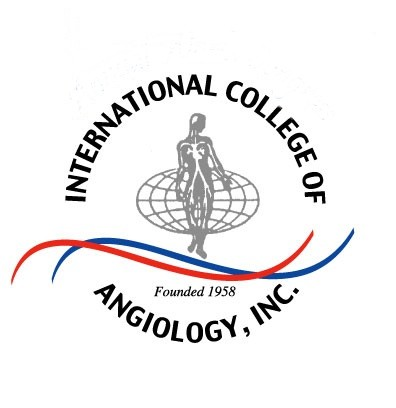 INTERNATIONAL COLLEGE OF
Founded 1958
ANGIOLOGY, INC.